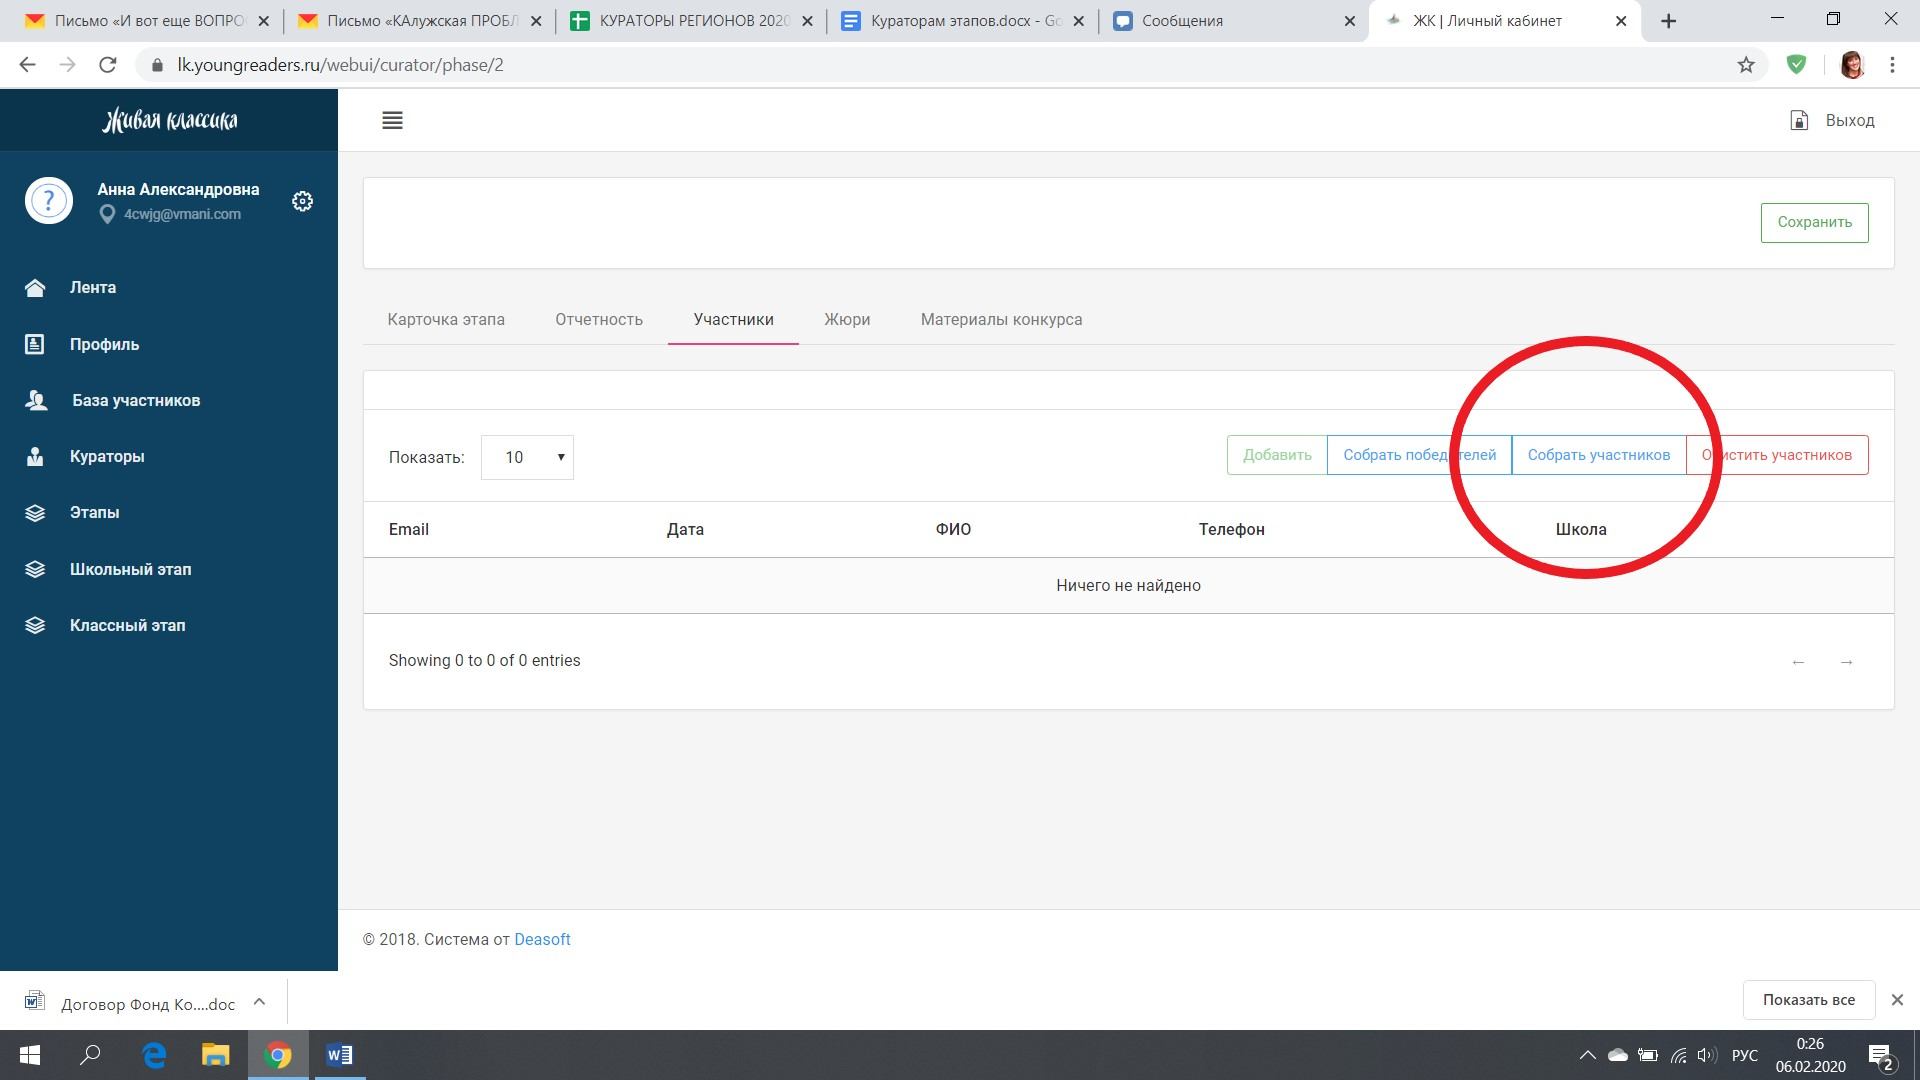 Письмо «И вот еще ВОПРО
Письмо «КАлужская ПРОБЛ
КУРАТОРЫ РЕГИОНОВ 2020
Кураторам этапов.docx - Go
Сообщения
ЖК | Личный кабинет
lk.youngreaders.ru/webui/curator/phase/2
Живая классика
Выход
Анна Александровна
4cwjg@vmani.com
Сохранить
Лента
Профиль
База участников
Кураторы
Этапы
Школьный этап
Классный этап
Карточка этапа
Отчетность
Участники
Жюри
Материалы конкурса
Показать:
10
Добавить
Собрать победителей
Собрать участников
Очистить участников
Email
Дата
ФИО
Телефон
Школа
Ничего не найдено
Showing 0 to 0 of 0 entries
© 2018. Система от Deasoft
Договор Фонд Ко....doc
Показать все
РУС
0:26
06.02.2020
2